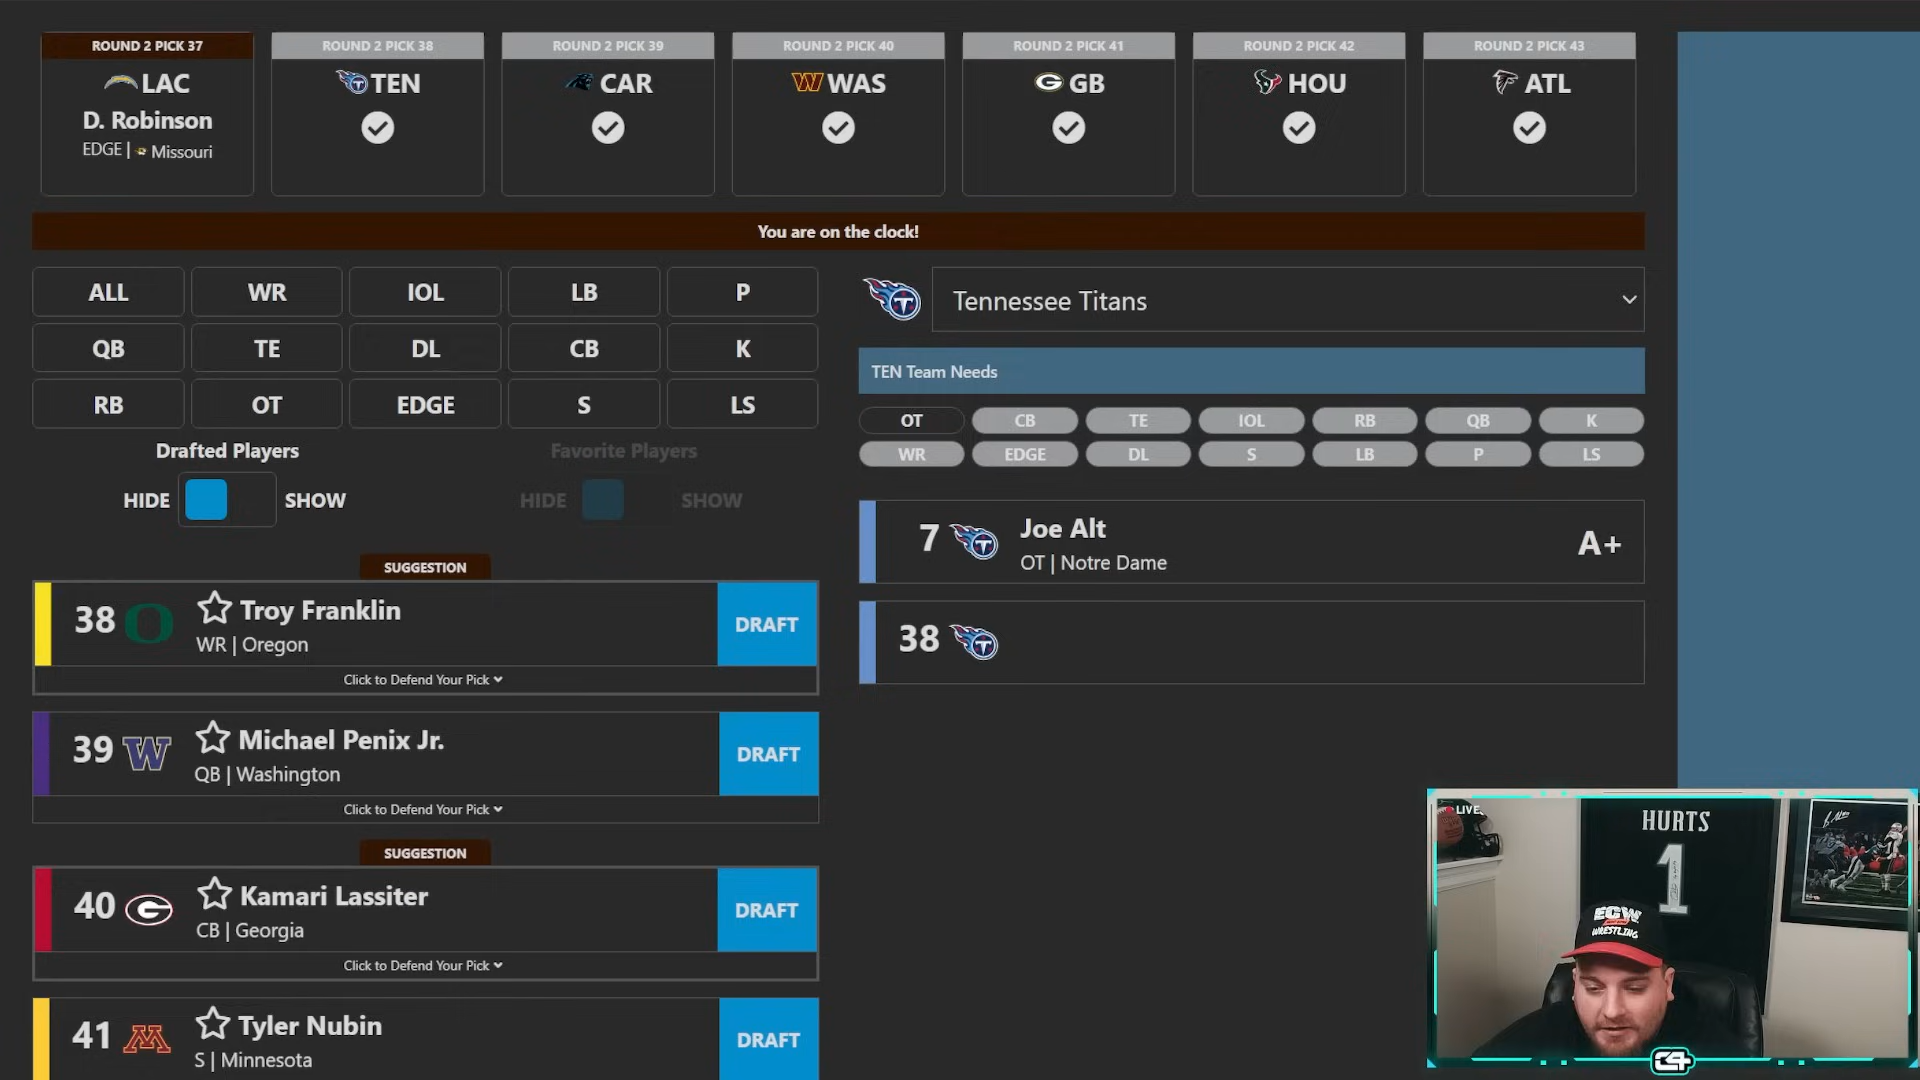 ROUND 2 PICK 37
LAC
D. Robinson
EDGE | Missouri
ROUND 2 PICK 38
TEN
ROUND 2 PICK 39
CAR
ROUND 2 PICK 40
WAS
ROUND 2 PICK 41
GB
ROUND 2 PICK 42
HOU
ROUND 2 PICK 43
ATL
You are on the clock!
ALL WR IOL LB P
QB TE DL CB K
RB OT EDGE S LS
Drafted Players
HIDE SHOW
Favorite Players
HIDE SHOW
SUGGESTION
38 Troy Franklin
WR | Oregon
DRAFT
Click to Defend Your Pick
39 W Michael Penix Jr.
QB | Washington
DRAFT
Click to Defend Your Pick
SUGGESTION
40 G Kamari Lassiter
CB | Georgia
DRAFT
Click to Defend Your Pick
41 M Tyler Nubin
S | Minnesota
DRAFT
Tennessee Titans
TEN Team Needs
OT CB TE IOL RB QB K
WR EDGE DL S LB P LS
7 Joe Alt
OT | Notre Dame
A+
38
LIVE
HURTS
1
ECW
WRESTLING
C4